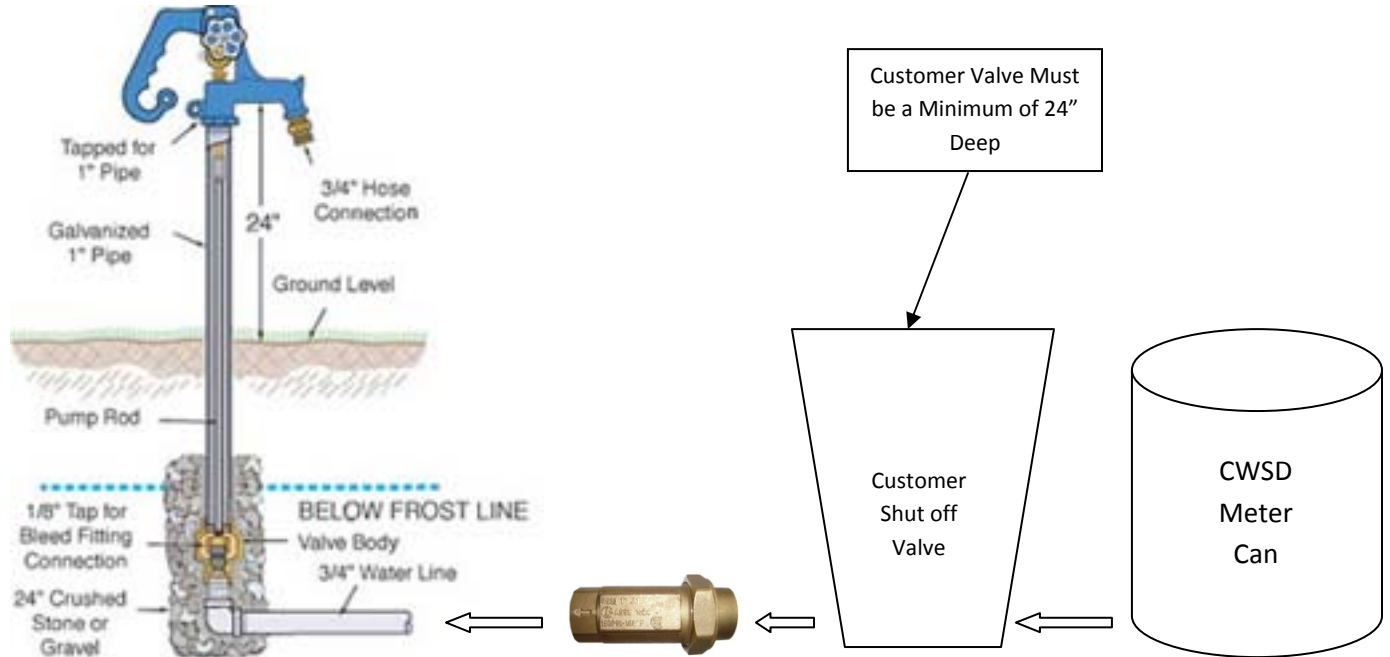 Customer Valve Must
be a Minimum of 24”
Deep
Tapped for
1" Pipe
3/4" Hose
Connection
24"
Galvanized
1" Pipe
Ground Level
Pump Rod
BELOW FROST LINE
1/8" Tap for
Bleed Fitting
Connection
Valve Body
3/4" Water Line
24" Crushed
Stone or
Gravel
Customer
Shut off
Valve
CWSD
Meter
Can